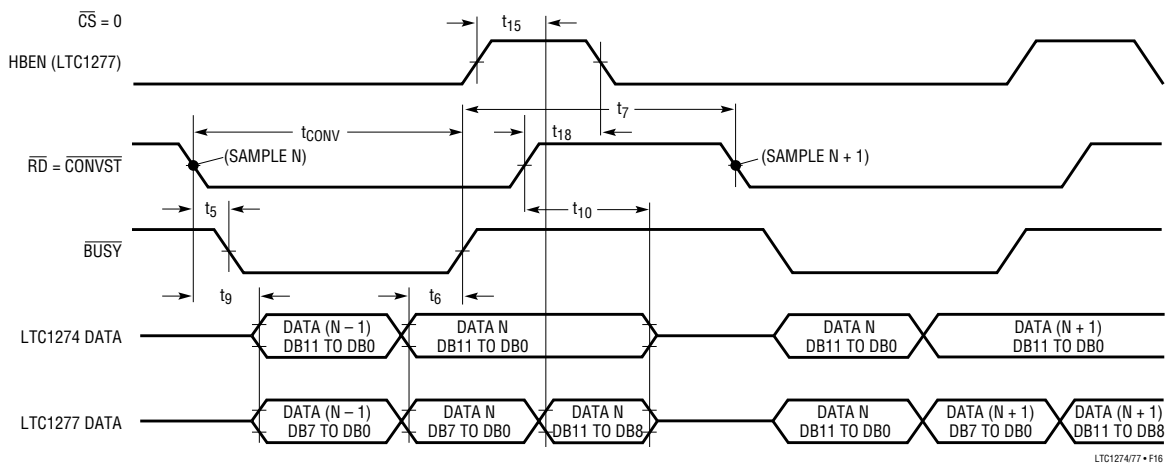 CS = 0
t15
HBEN (LTC1277)
t7
tCONV
t18
(SAMPLE N)
(SAMPLE N + 1)
RD = CONVST
t5
t10
BUSY
t9
t6
LTC1274 DATA
DATA (N – 1)
DB11 TO DB0
DATA N
DB11 TO DB0
DATA N
DB11 TO DB0
DATA (N + 1)
DB11 TO DB0
LTC1277 DATA
DATA (N – 1)
DB7 TO DB0
DATA N
DB7 TO DB0
DATA N
DB11 TO DB8
DATA N
DB11 TO DB0
DATA (N + 1)
DB7 TO DB0
DATA (N + 1)
DB11 TO DB8
LTC1274/77 • F16